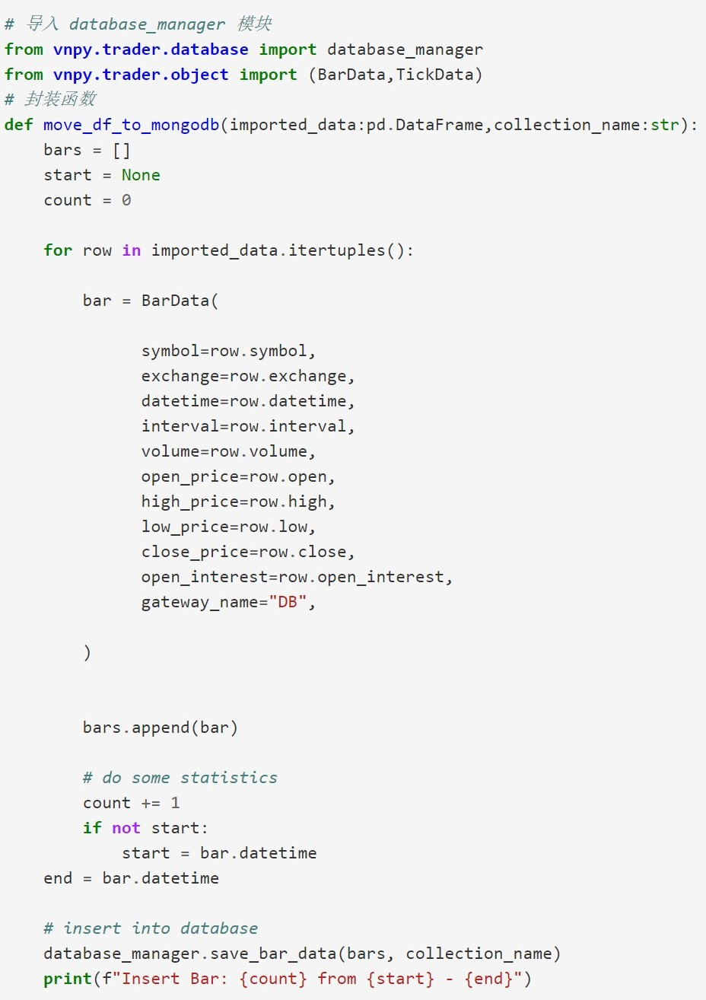 # 导入 database_manager 模块
from vnpy.trader.database import database_manager
from vnpy.trader.object import (BarData,TickData)
# 封装函数
def move_df_to_mongodb(imported_data:pd.DataFrame,collection_name:str):
    bars = []
    start = None
    count = 0
    for row in imported_data.itertuples():
        bar = BarData(
              symbol=row.symbol,
              exchange=row.exchange,
              datetime=row.datetime,
              interval=row.interval,
              volume=row.volume,
              open_price=row.open,
              high_price=row.high,
              low_price=row.low,
              close_price=row.close,
              open_interest=row.open_interest,
              gateway_name="DB",
        )
        bars.append(bar)
        # do some statistics
        count += 1
        if not start:
            start = bar.datetime
    end = bar.datetime
    # insert into database
    database_manager.save_bar_data(bars, collection_name)
    print(f"Insert Bar: {count} from {start} - {end}")